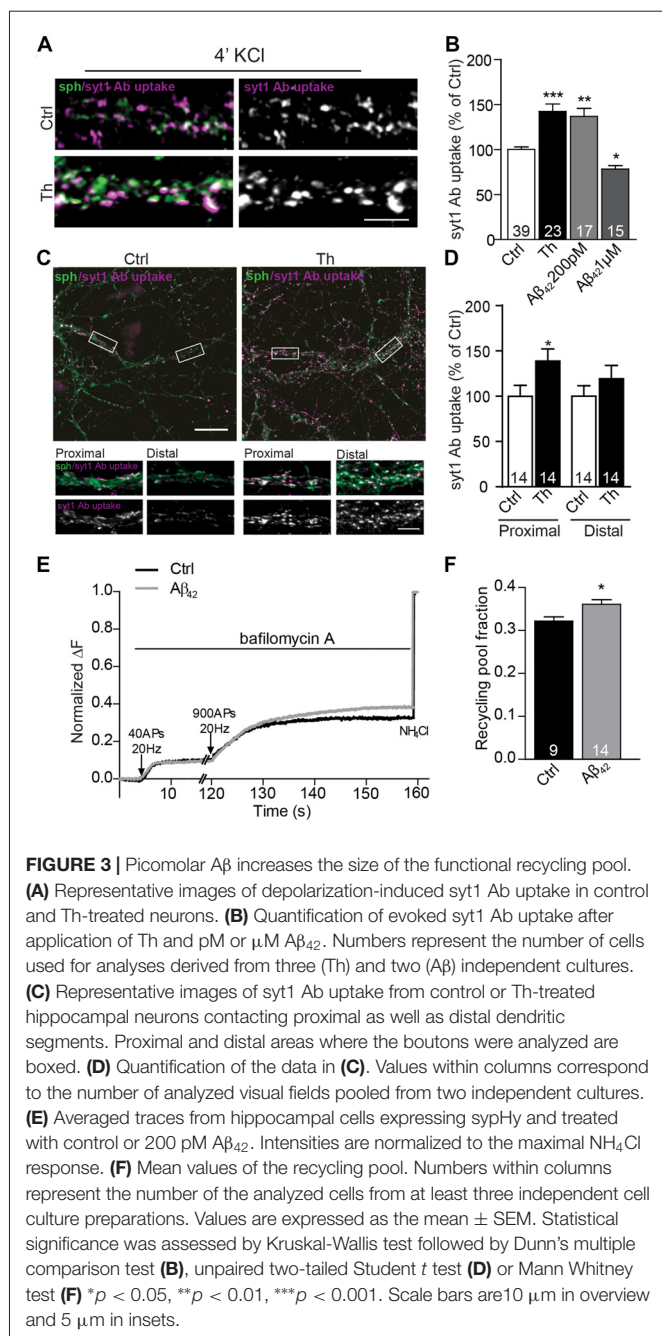 A
4' KCl
sph/syt1 Ab uptake
syt1 Ab uptake
Ctrl
Th
B
syt1 Ab uptake (% of Ctrl)
200
150
100
50
0
***
**
*
39
23
17
15
Ctrl
Th
Aβ₄₂200pM
Aβ₄₂1μM
C
Ctrl
Th
sph/syt1 Ab uptake
sph/syt1 Ab uptake
Proximal
Distal
Proximal
Distal
sph/syt1 Ab uptake
syt1 Ab uptake
D
syt1 Ab uptake (% of Ctrl)
200
150
100
50
0
*
14
14
14
14
Ctrl
Th
Ctrl
Th
Proximal
Distal
E
Ctrl
Aβ₄₂
Normalized ΔF
1.0
0.8
0.6
0.4
0.2
0.0
bafilomycin A
40APs
20Hz
900APs
20Hz
NH₄Cl
10
120
130
140
150
160
Time (s)
F
Recycling pool fraction
0.4
0.3
0.2
0.1
0.0
*
9
14
Ctrl
Aβ₄₂
FIGURE 3 | Picomolar Aβ increases the size of the functional recycling pool.
(A) Representative images of depolarization-induced syt1 Ab uptake in control
and Th-treated neurons. (B) Quantification of evoked syt1 Ab uptake after
application of Th and pM or μM Aβ₄₂. Numbers represent the number of cells
used for analyses derived from three (Th) and two (Aβ) independent cultures.
(C) Representative images of syt1 Ab uptake from control or Th-treated
hippocampal neurons contacting proximal as well as distal dendritic
segments. Proximal and distal areas where the boutons were analyzed are
boxed. (D) Quantification of the data in (C). Values within columns correspond
to the number of analyzed visual fields pooled from two independent cultures.
(E) Averaged traces from hippocampal cells expressing sypHy and treated
with control or 200 pM Aβ₄₂. Intensities are normalized to the maximal NH₄Cl
response. (F) Mean values of the recycling pool. Numbers within columns
represent the number of the analyzed cells from at least three independent cell
culture preparations. Values are expressed as the mean ± SEM. Statistical
significance was assessed by Kruskal-Wallis test followed by Dunn's multiple
comparison test (B), unpaired two-tailed Student t test (D) or Mann Whitney
test (F) *p < 0.05, **p < 0.01, ***p < 0.001. Scale bars are10 μm in overview
and 5 μm in insets.